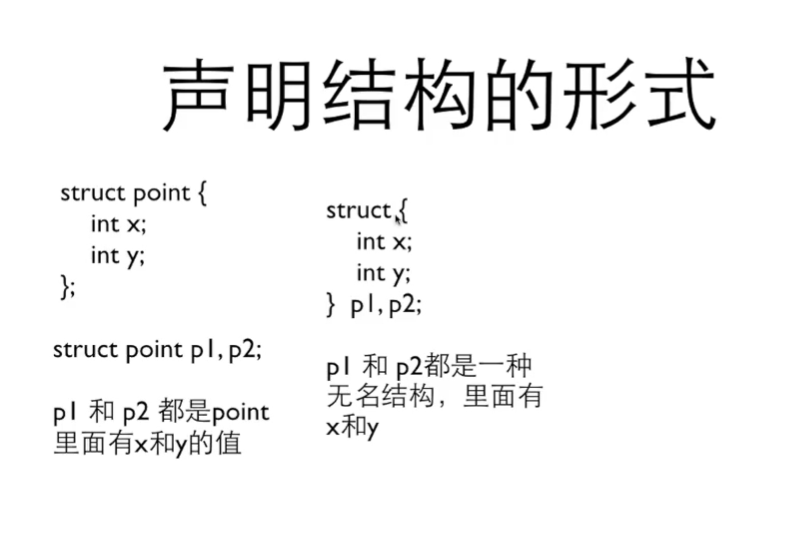 声明结构的形式
struct point {
int x;
int y;
};
struct point p1, p2;
p1 和 p2 都是point
里面有x和y的值
struct {
int x;
int y;
} p1, p2;
p1 和 p2都是一种
无名结构，里面有
x和y